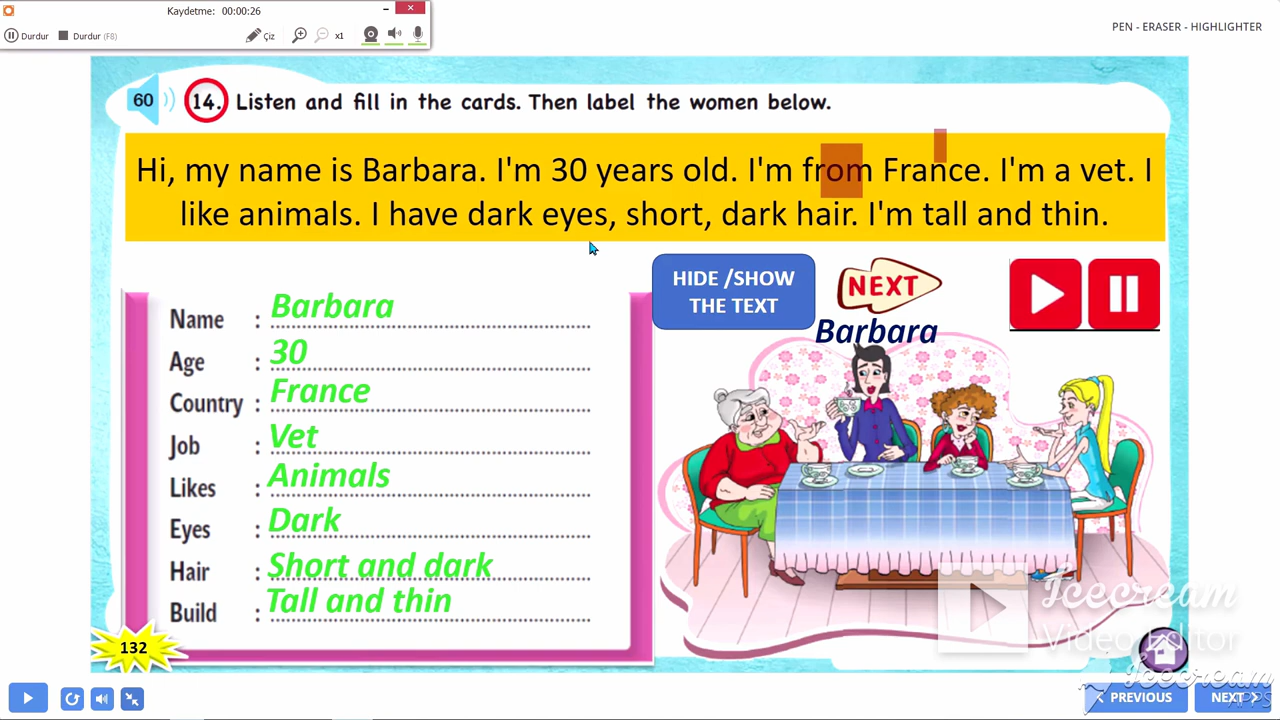 Kaydetme: 00:00:26
Durdur Durdur (F8) Çiz x1
PEN - ERASER - HIGHLIGHTER
60 14. Listen and fill in the cards. Then label the women below.
Hi, my name is Barbara. I'm 30 years old. I'm from France. I'm a vet. I
like animals. I have dark eyes, short, dark hair. I'm tall and thin.
HIDE /SHOW
THE TEXT
NEXT
Barbara
Name : Barbara
Age : 30
Country : France
Job : Vet
Likes : Animals
Eyes : Dark
Hair : Short and dark
Build : Tall and thin
132
Icecream
Video Editor
Icecream
APPS
PREVIOUS
NEXT